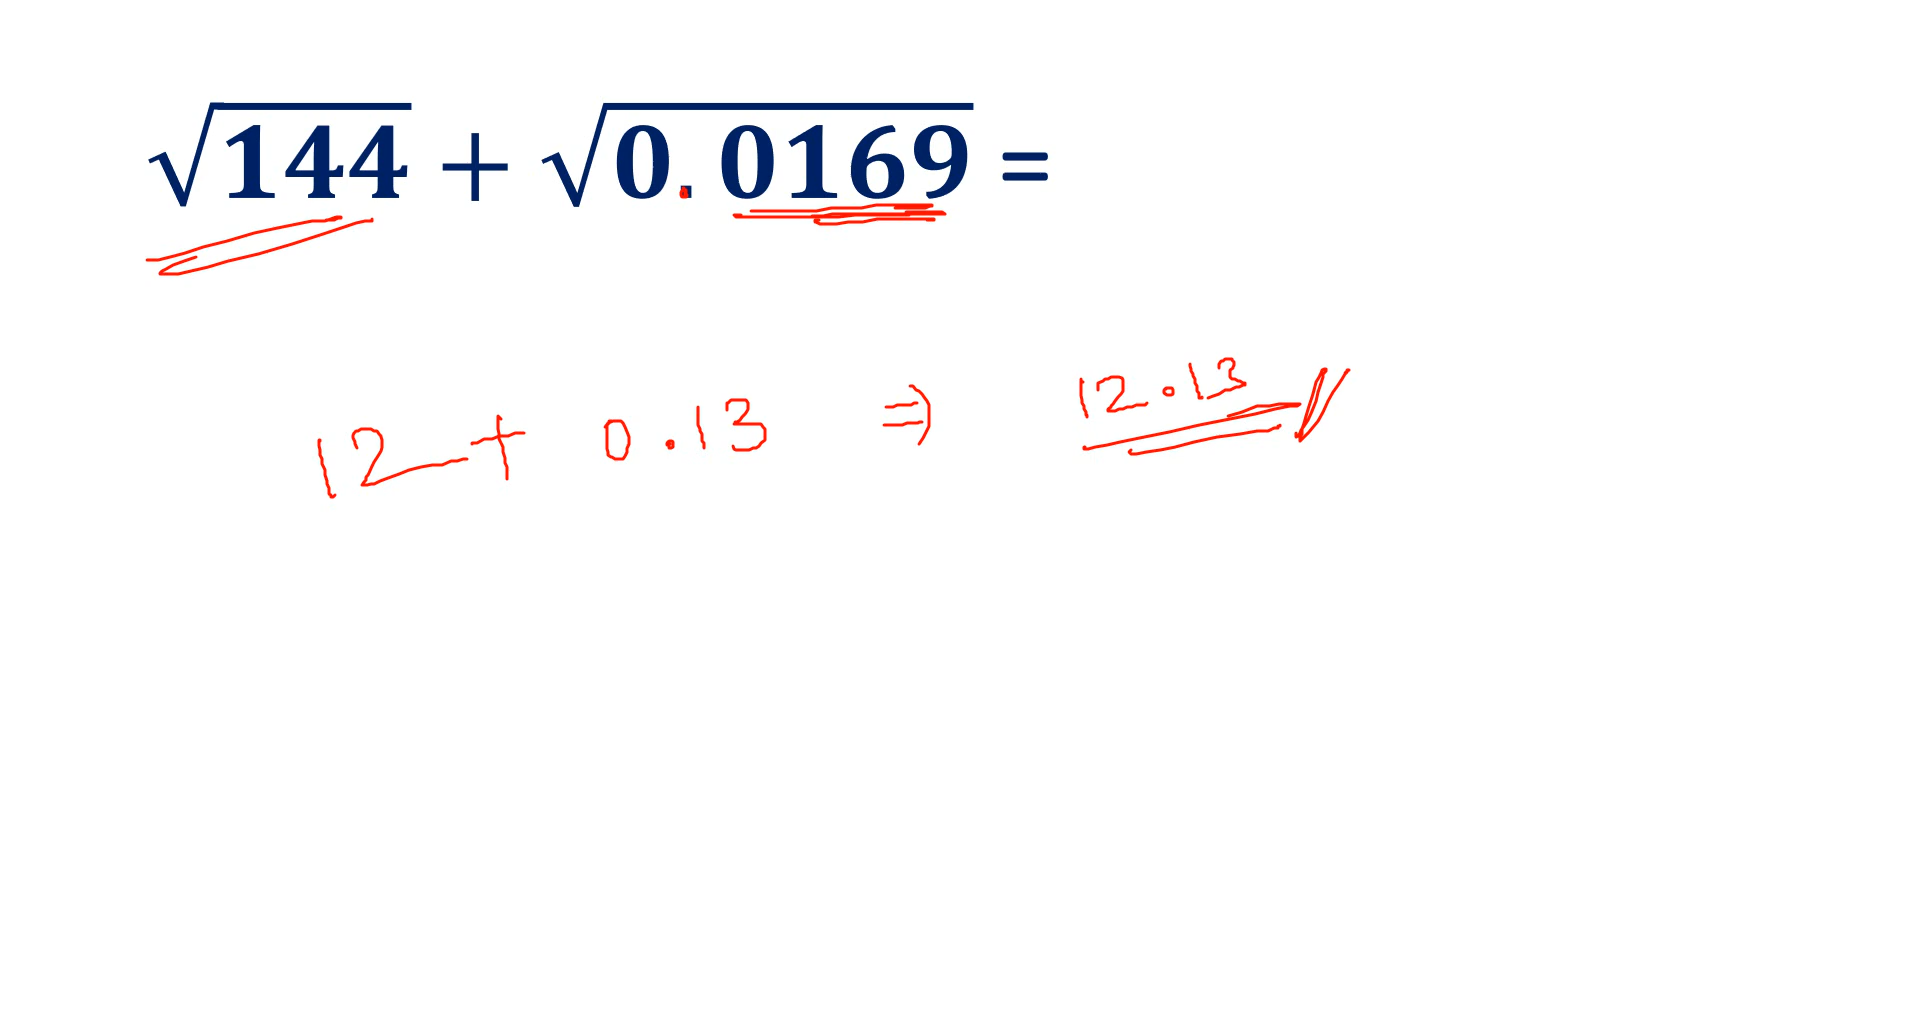 √144 + √0.0169 =
12 + 0.13 ⇒ 12.13